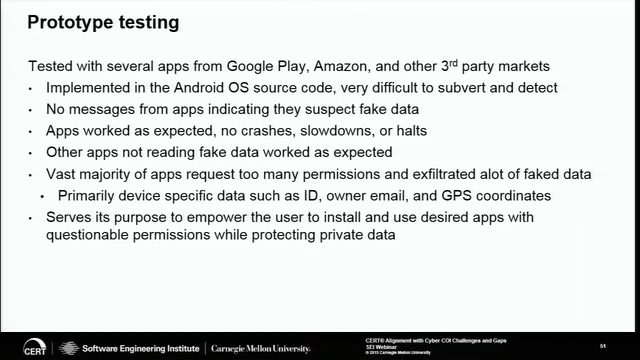 Prototype testing
Tested with several apps from Google Play, Amazon, and other 3rd party markets
• Implemented in the Android OS source code, very difficult to subvert and detect
• No messages from apps indicating they suspect fake data
• Apps worked as expected, no crashes, slowdowns, or halts
• Other apps not reading fake data worked as expected
• Vast majority of apps request too many permissions and exfiltrated alot of faked data
• Primarily device specific data such as ID, owner email, and GPS coordinates
• Serves its purpose to empower the user to install and use desired apps with
questionable permissions while protecting private data
CERT
Software Engineering Institute
Carnegie Mellon University
CERT® Alignment with Cyber COI Challenges and Gaps
SEI Webinar
© 2015 Carnegie Mellon University
51